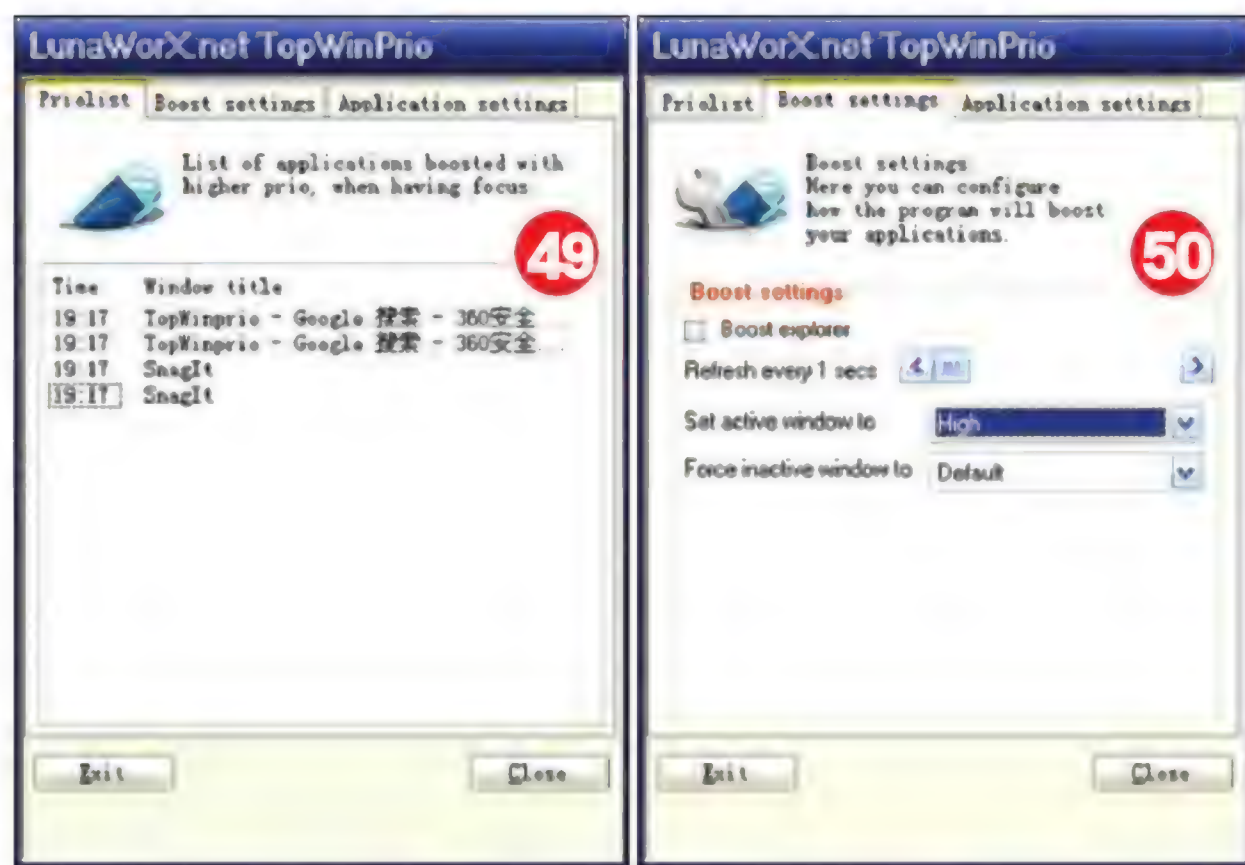 LunaWorX.net TopWinPrio
Priolist Boost settings Application settings
List of applications boosted with
higher prio, when having focus
49
Time Window title
19:17 TopWinprio - Google 搜索 - 360安全
19:17 TopWinprio - Google 搜索 - 360安全...
19:17 SnagIt
19:17 SnagIt
Exit Close
LunaWorX.net TopWinPrio
Priolist Boost settings Application settings
Boost settings
Here you can configure
how the program will boost
your applications.
50
Boost settings
Boost explorer
Refresh every 1 secs
Set active window to High
Force inactive window to Default
Exit Close